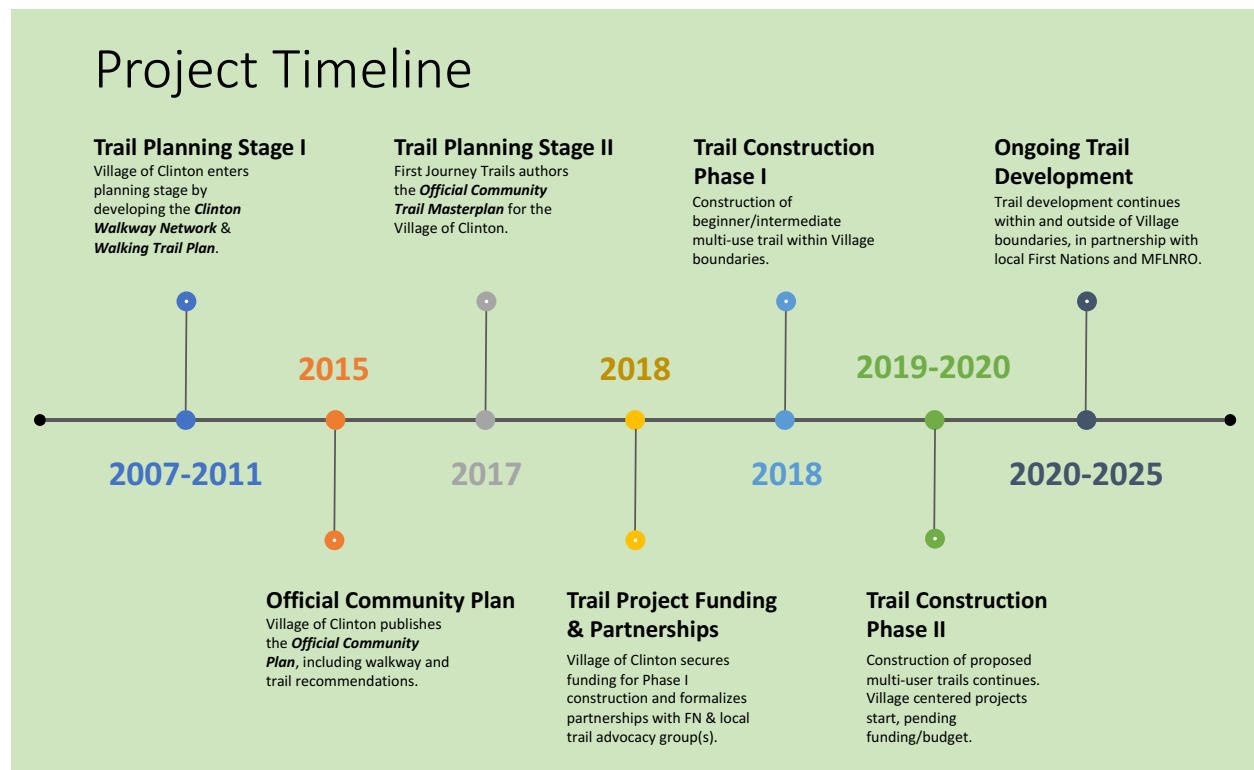 Project Timeline
Trail Planning Stage I
Village of Clinton enters
planning stage by
developing the Clinton
Walkway Network &
Walking Trail Plan.
Trail Planning Stage II
First Journey Trails authors
the Official Community
Trail Masterplan for the
Village of Clinton.
Trail Construction
Phase I
Construction of
beginner/intermediate
multi-use trail within Village
boundaries.
Ongoing Trail
Development
Trail development continues
within and outside of Village
boundaries, in partnership with
local First Nations and MFLNRO.
2015
2018
2019-2020
2007-2011
2017
2018
2020-2025
Official Community Plan
Village of Clinton publishes
the Official Community
Plan, including walkway and
trail recommendations.
Trail Project Funding
& Partnerships
Village of Clinton secures
funding for Phase I
construction and formalizes
partnerships with FN & local
trail advocacy group(s).
Trail Construction
Phase II
Construction of proposed
multi-user trails continues.
Village centered projects
start, pending
funding/budget.